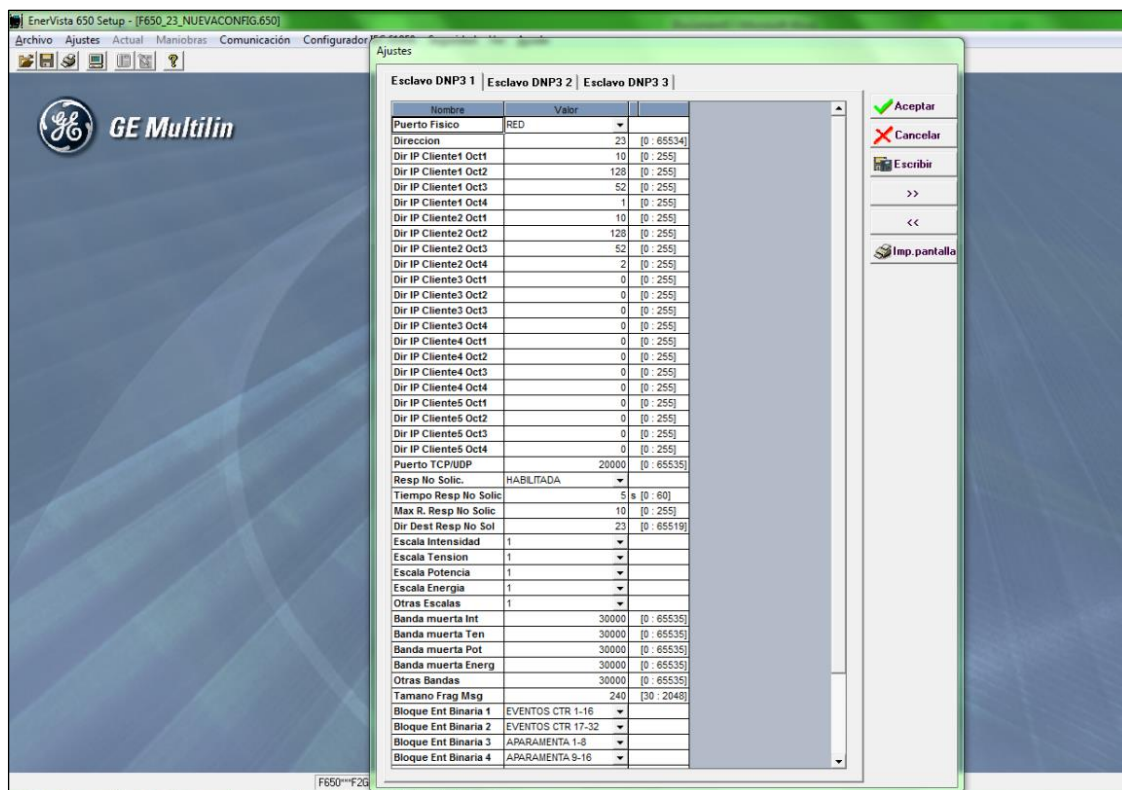 EnerVista 650 Setup - [F650_23_NUEVACONFIG.650]
Archivo Ajustes Actual Maniobras Comunicación Configurador
Ajustes
GE Multilin
Esclavo DNP3 1 Esclavo DNP3 2 Esclavo DNP3 3
Nombre Valor
Puerto Fisico RED
Direccion 23 [0 : 65534]
Dir IP Cliente1 Oct1 10 [0 : 255]
Dir IP Cliente1 Oct2 128 [0 : 255]
Dir IP Cliente1 Oct3 52 [0 : 255]
Dir IP Cliente1 Oct4 1 [0 : 255]
Dir IP Cliente2 Oct1 10 [0 : 255]
Dir IP Cliente2 Oct2 128 [0 : 255]
Dir IP Cliente2 Oct3 52 [0 : 255]
Dir IP Cliente2 Oct4 2 [0 : 255]
Dir IP Cliente3 Oct1 0 [0 : 255]
Dir IP Cliente3 Oct2 0 [0 : 255]
Dir IP Cliente3 Oct3 0 [0 : 255]
Dir IP Cliente3 Oct4 0 [0 : 255]
Dir IP Cliente4 Oct1 0 [0 : 255]
Dir IP Cliente4 Oct2 0 [0 : 255]
Dir IP Cliente4 Oct3 0 [0 : 255]
Dir IP Cliente4 Oct4 0 [0 : 255]
Dir IP Cliente5 Oct1 0 [0 : 255]
Dir IP Cliente5 Oct2 0 [0 : 255]
Dir IP Cliente5 Oct3 0 [0 : 255]
Dir IP Cliente5 Oct4 0 [0 : 255]
Puerto TCP/UDP 20000 [0 : 65535]
Resp No Solic. HABILITADA
Tiempo Resp No Solic 5 s [0 : 60]
Max R. Resp No Solic 10 [0 : 255]
Dir Dest Resp No Sol 23 [0 : 65519]
Escala Intensidad 1
Escala Tension 1
Escala Potencia 1
Escala Energia 1
Otras Escalas 1
Banda muerta Int 30000 [0 : 65535]
Banda muerta Ten 30000 [0 : 65535]
Banda muerta Pot 30000 [0 : 65535]
Banda muerta Energ 30000 [0 : 65535]
Otras Bandas 30000 [0 : 65535]
Tamano Frag Msg 240 [30 : 2048]
Bloque Ent Binaria 1 EVENTOS CTR 1-16
Bloque Ent Binaria 2 EVENTOS CTR 17-32
Bloque Ent Binaria 3 APARAMENTA 1-8
Bloque Ent Binaria 4 APARAMENTA 9-16
Aceptar
Cancelar
Escribir
>>
<<
Imp.pantalla